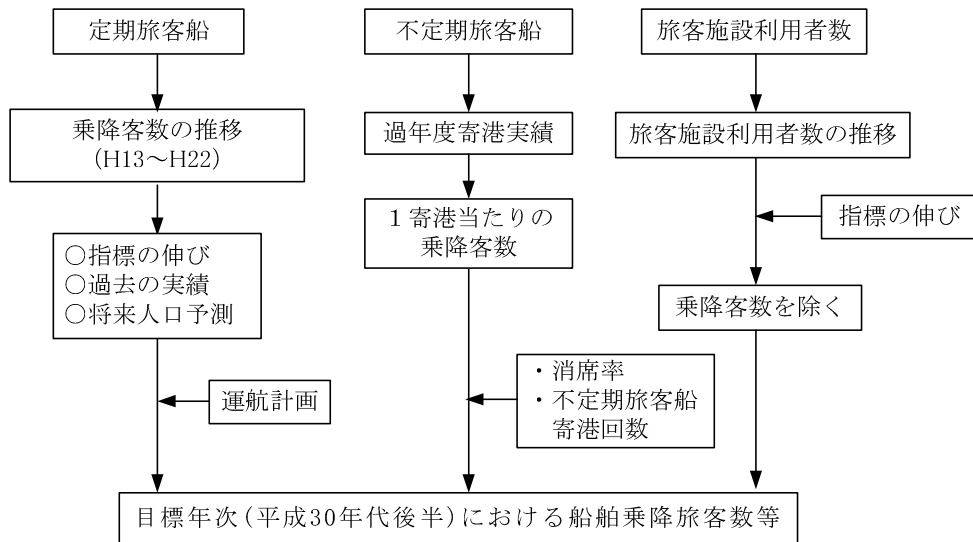 定期旅客船
不定期旅客船
旅客施設利用者数
乗降客数の推移
(H13～H22)
過年度寄港実績
旅客施設利用者数の推移
1寄港当たりの
乗降客数
指標の伸び
○指標の伸び
○過去の実績
○将来人口予測
乗降客数を除く
運航計画
・消席率
・不定期旅客船
寄港回数
目標年次(平成30年代後半)における船舶乗降旅客数等